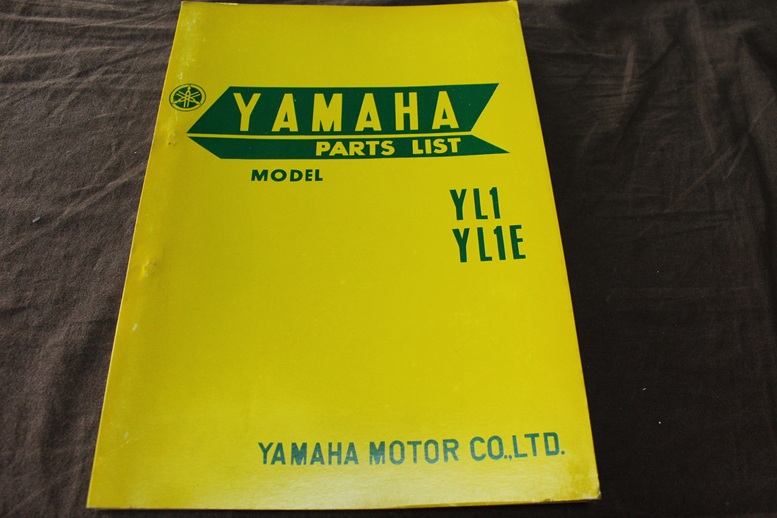 YAMAHA
PARTS LIST
MODEL
YL1
YL1E
YAMAHA MOTOR CO.,LTD.